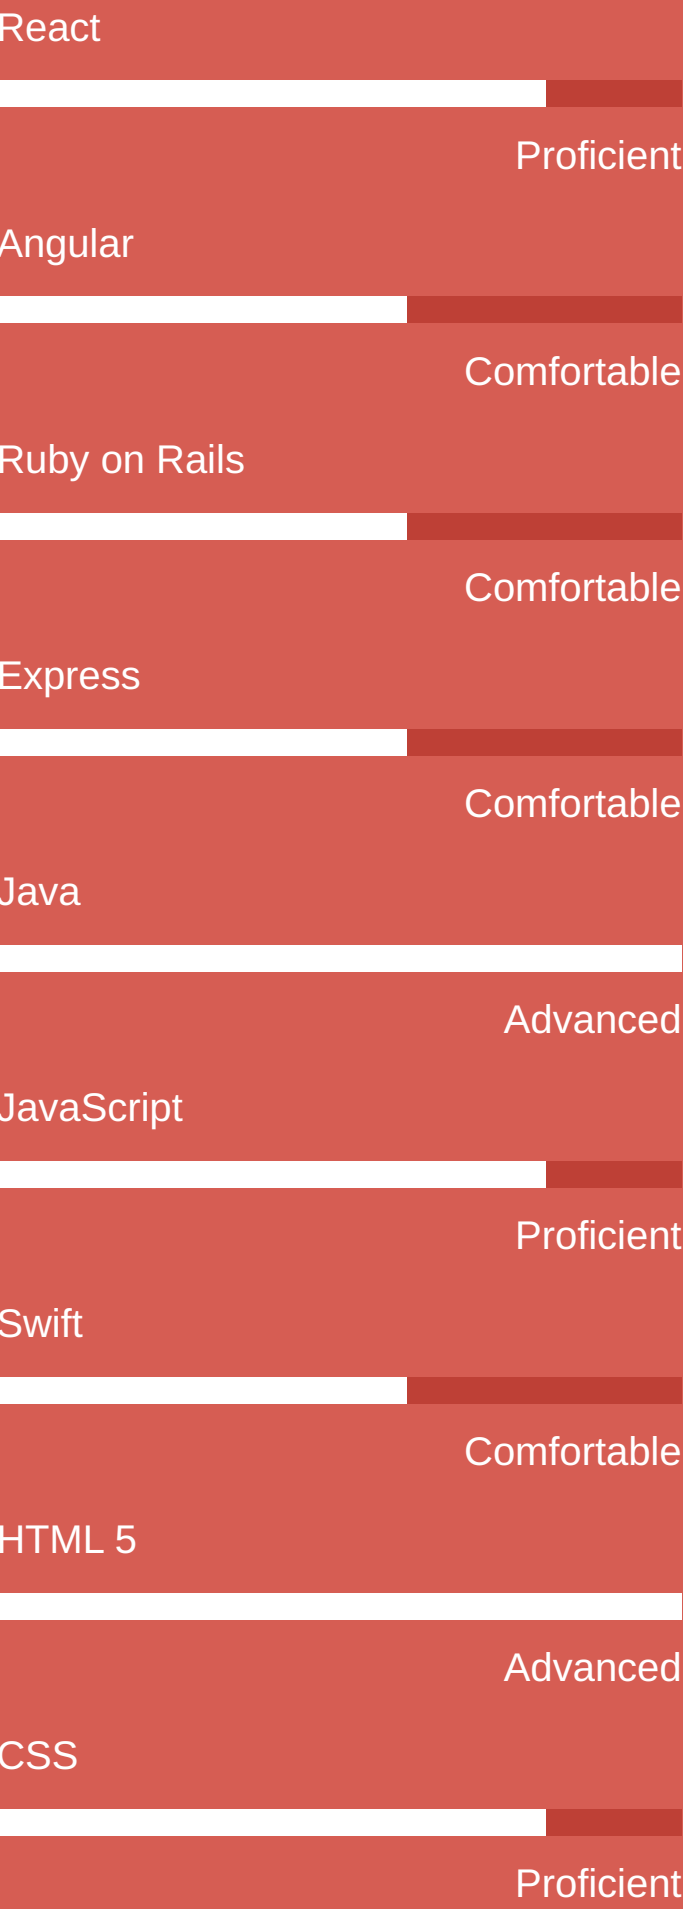 React
Proficient
Angular
Comfortable
Ruby on Rails
Comfortable
Express
Comfortable
Java
Advanced
JavaScript
Proficient
Swift
Comfortable
HTML 5
Advanced
CSS
Proficient